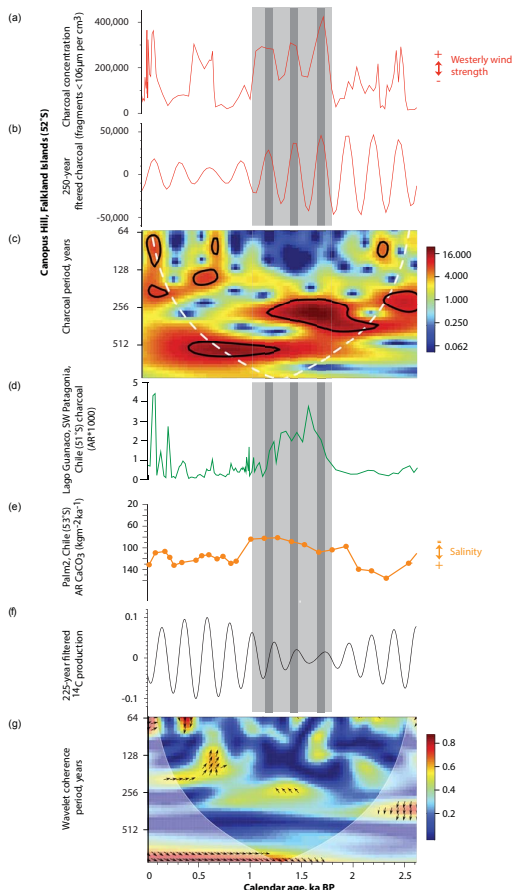 (a)
Charcoal concentration
(fragments <106µm per cm3)
400,000
200,000
0
+
Westerly wind
strength
-
Canopus Hill, Falkland Islands (52˚S)
(b)
250-year
filtered charcoal
50,000
0
-50,000
(c)
Charcoal period, years
64
128
256
512
16.000
4.000
1.000
0.250
0.062
(d)
Lago Guanaco, SW Patagonia,
Chile (51˚S) charcoal
(AR*1000)
5
4
3
2
1
0
(e)
Palm2, Chile (53˚S)
AR CaCO3 (kgm-2ka-1)
20
60
100
140
-
Salinity
+
(f)
225-year filtered
14C production
0.1
0
-0.1
(g)
Wavelet coherence
period, years
64
128
256
512
0.8
0.6
0.4
0.2
0
0.5
1.0
1.5
2.0
2.5
Calendar age, ka BP